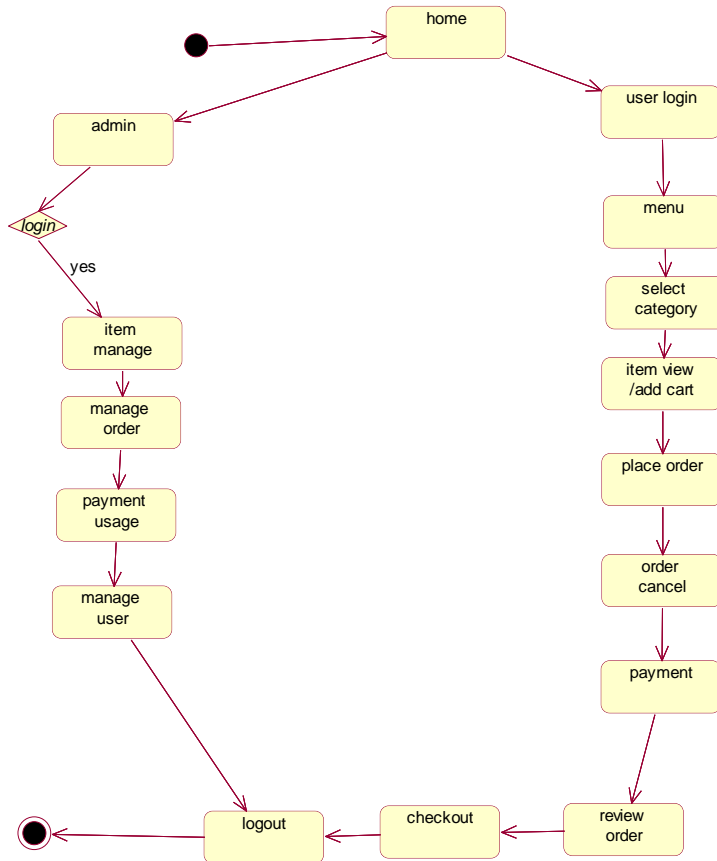 home
admin
login
yes
item
manage
manage
order
payment
usage
manage
user
user login
menu
select
category
item view
/add cart
place order
order
cancel
payment
review
order
checkout
logout